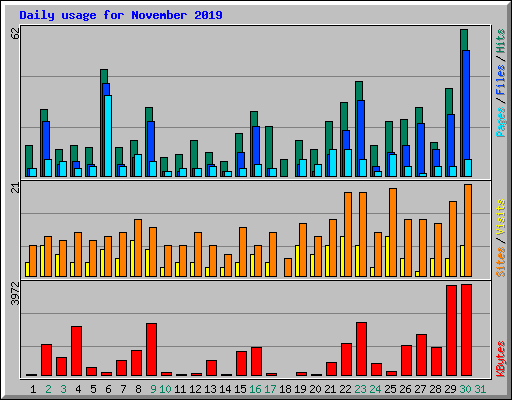 Daily usage for November 2019
62
Pages / Files / Hits
21
Sites / Visits
3972
KBytes
1 2 3 4 5 6 7 8 9 10 11 12 13 14 15 16 17 18 19 20 21 22 23 24 25 26 27 28 29 30 31